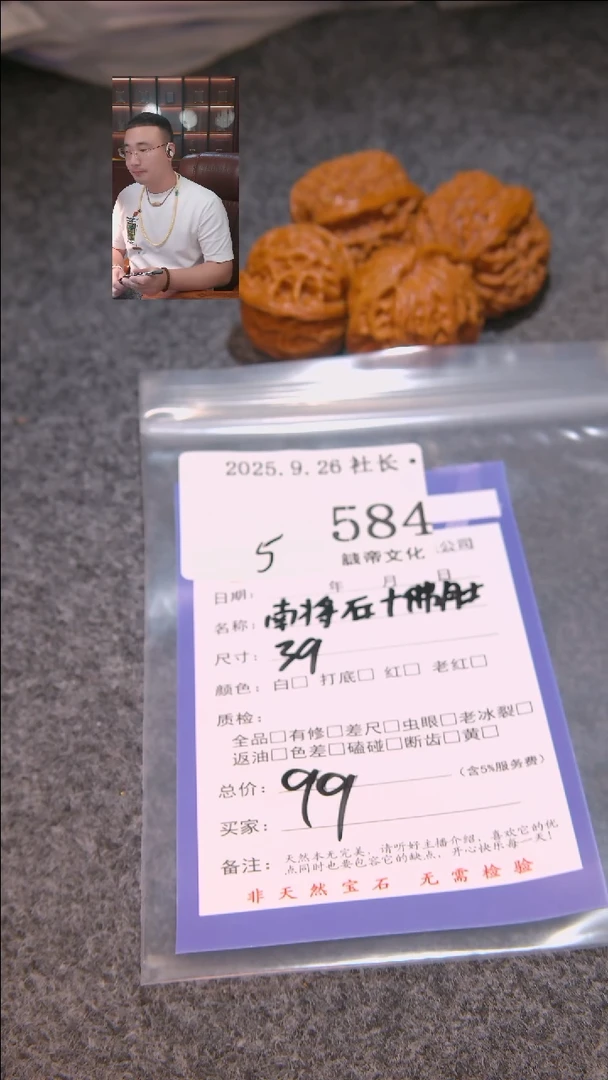 2025.9.26 社长
584
5
兢帝文化 公司
日期： 年 月 日
名称：南将石十佛肚
尺寸：39
颜色：白□ 打底□ 红□ 老红□
质检：
全品□有修□差尺□虫眼□老冰裂□
返油□色差□磕碰□断齿□黄□
总价：99 （含5%服务费）
买家：
备注：天然本无完美，请听好主播介绍，喜欢它的优
点同时也要包容它的缺点，开心快乐每一天！
非天然宝石 无需检验